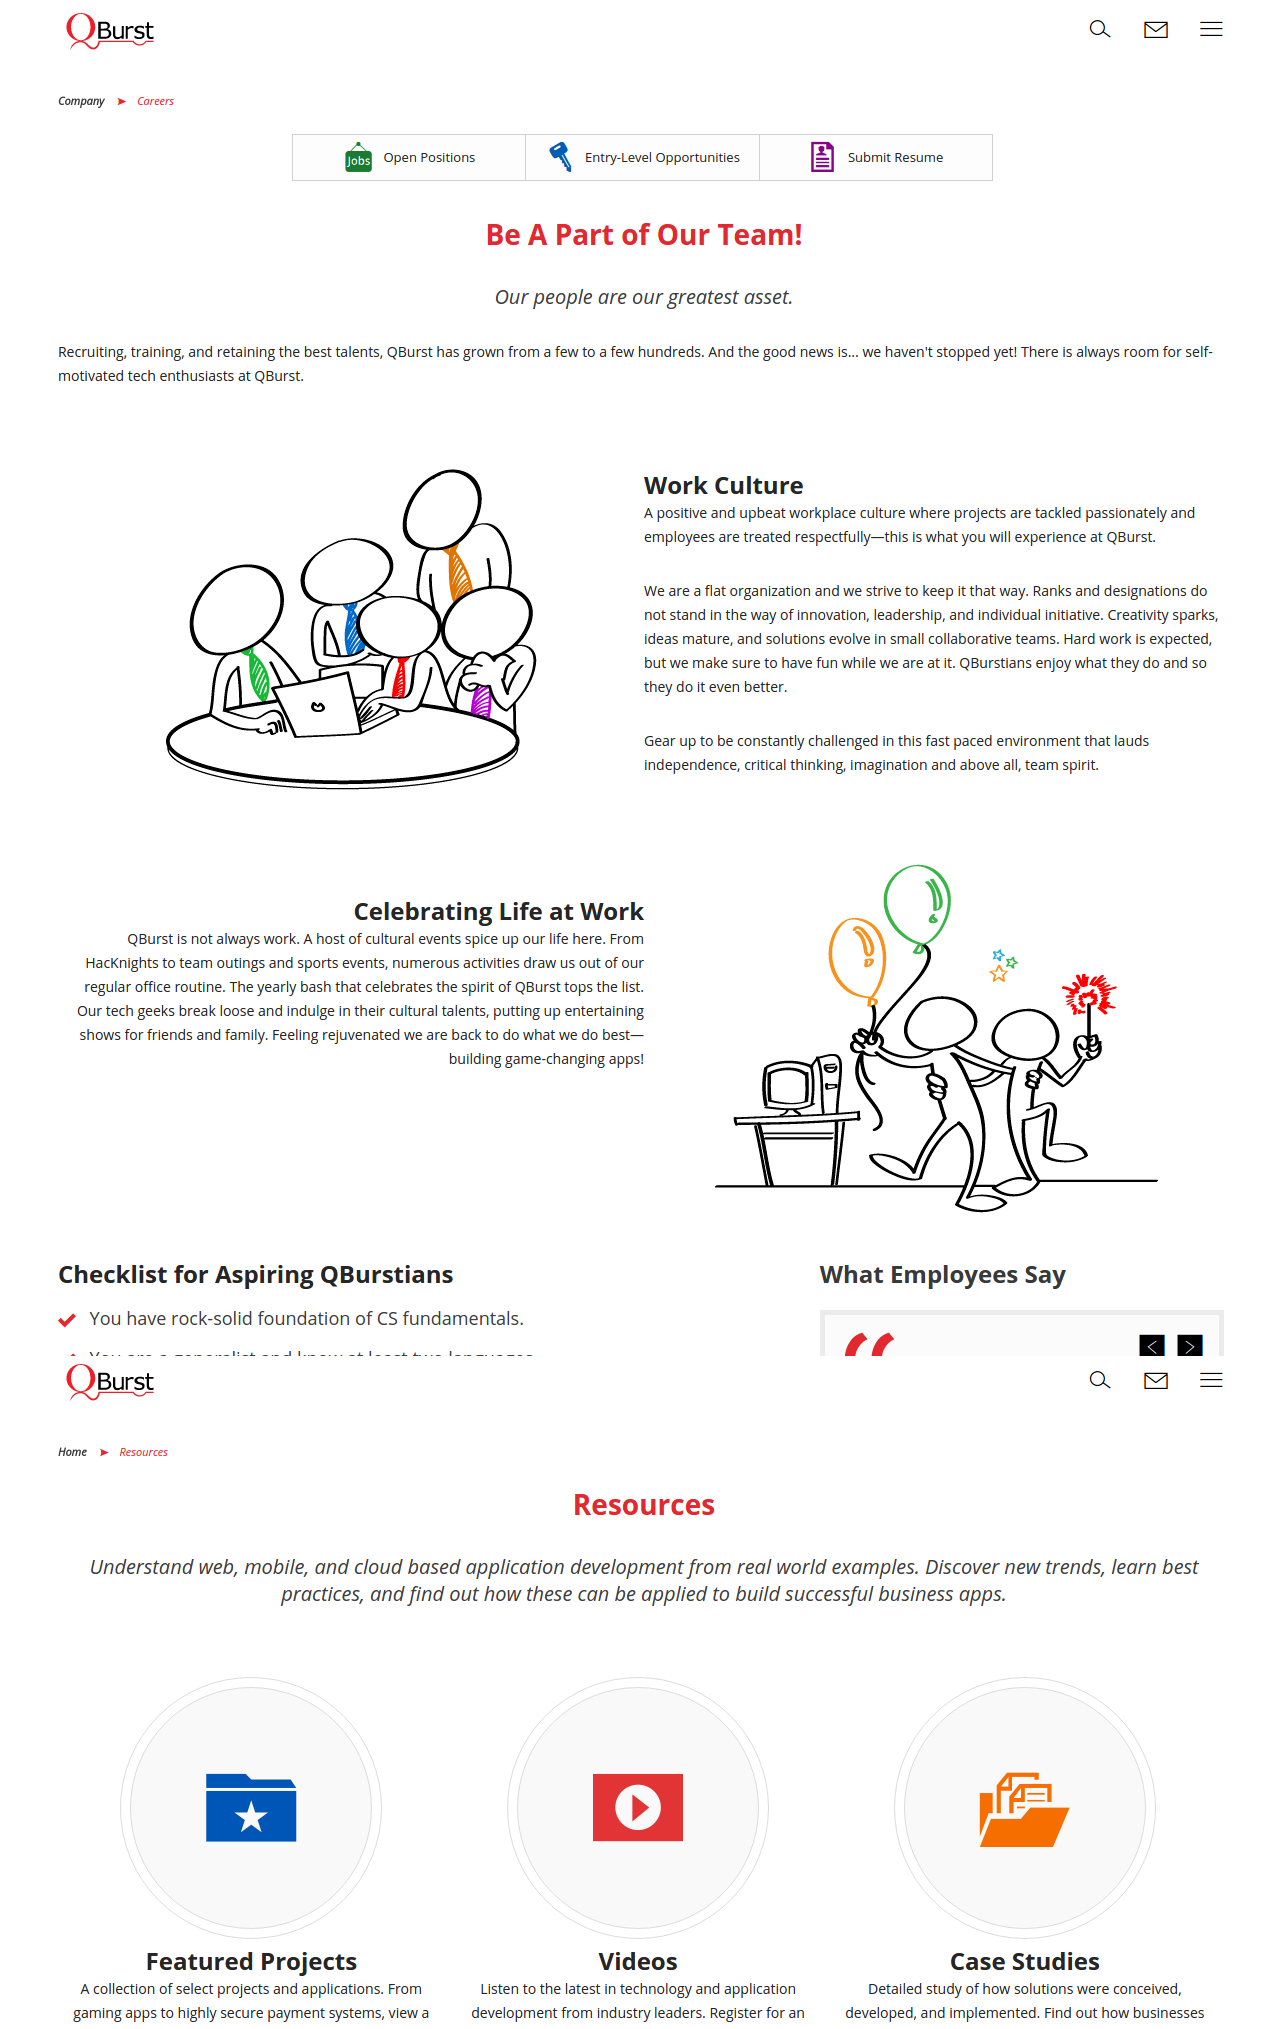 QBurst
Company ➤ Careers
Jobs Open Positions
Entry-Level Opportunities
Submit Resume
Be A Part of Our Team!
Our people are our greatest asset.
Recruiting, training, and retaining the best talents, QBurst has grown from a few to a few hundreds. And the good news is... we haven't stopped yet! There is always room for self-
motivated tech enthusiasts at QBurst.
Work Culture
A positive and upbeat workplace culture where projects are tackled passionately and
employees are treated respectfully—this is what you will experience at QBurst.
We are a flat organization and we strive to keep it that way. Ranks and designations do
not stand in the way of innovation, leadership, and individual initiative. Creativity sparks,
ideas mature, and solutions evolve in small collaborative teams. Hard work is expected,
but we make sure to have fun while we are at it. QBurstians enjoy what they do and so
they do it even better.
Gear up to be constantly challenged in this fast paced environment that lauds
independence, critical thinking, imagination and above all, team spirit.
Celebrating Life at Work
QBurst is not always work. A host of cultural events spice up our life here. From
HacKnights to team outings and sports events, numerous activities draw us out of our
regular office routine. The yearly bash that celebrates the spirit of QBurst tops the list.
Our tech geeks break loose and indulge in their cultural talents, putting up entertaining
shows for friends and family. Feeling rejuvenated we are back to do what we do best—
building game-changing apps!
Checklist for Aspiring QBurstians
You have rock-solid foundation of CS fundamentals.
You are a generalist and know at least two languages
What Employees Say
QBurst
Home ➤ Resources
Resources
Understand web, mobile, and cloud based application development from real world examples. Discover new trends, learn best
practices, and find out how these can be applied to build successful business apps.
Featured Projects
A collection of select projects and applications. From
gaming apps to highly secure payment systems, view a
Videos
Listen to the latest in technology and application
development from industry leaders. Register for an
Case Studies
Detailed study of how solutions were conceived,
developed, and implemented. Find out how businesses